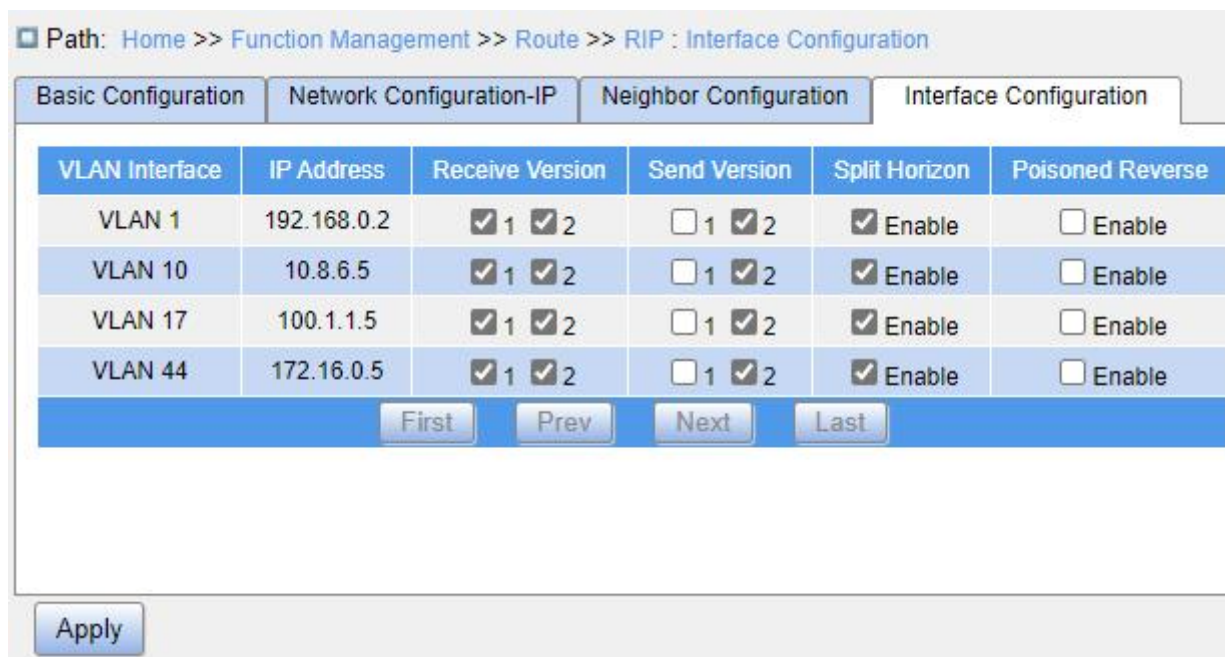 Path: Home >> Function Management >> Route >> RIP : Interface Configuration
Basic Configuration Network Configuration-IP Neighbor Configuration Interface Configuration
VLAN Interface IP Address Receive Version Send Version Split Horizon Poisoned Reverse
VLAN 1 192.168.0.2 1 2 1 2 Enable Enable
VLAN 10 10.8.6.5 1 2 1 2 Enable Enable
VLAN 17 100.1.1.5 1 2 1 2 Enable Enable
VLAN 44 172.16.0.5 1 2 1 2 Enable Enable
First Prev Next Last
Apply